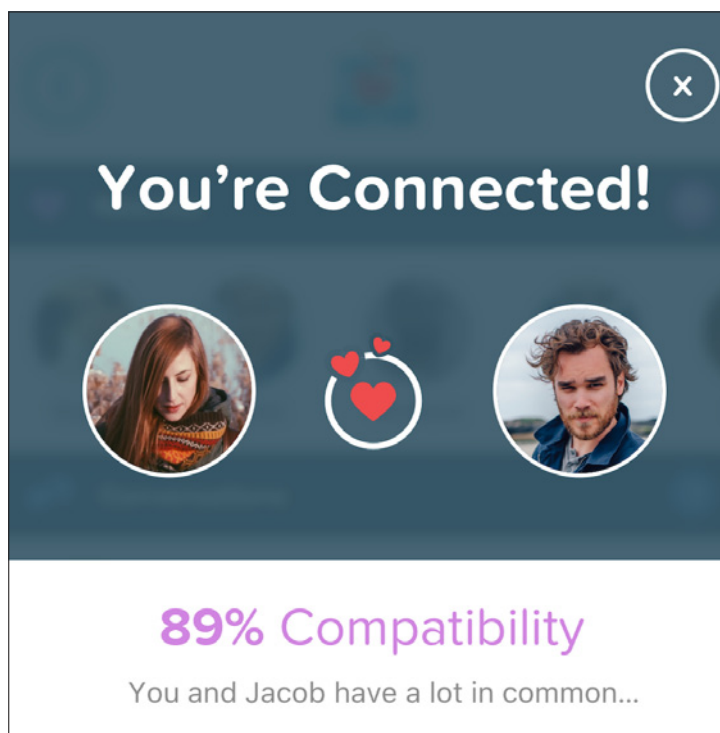 You’re Connected!
89% Compatibility
You and Jacob have a lot in common...